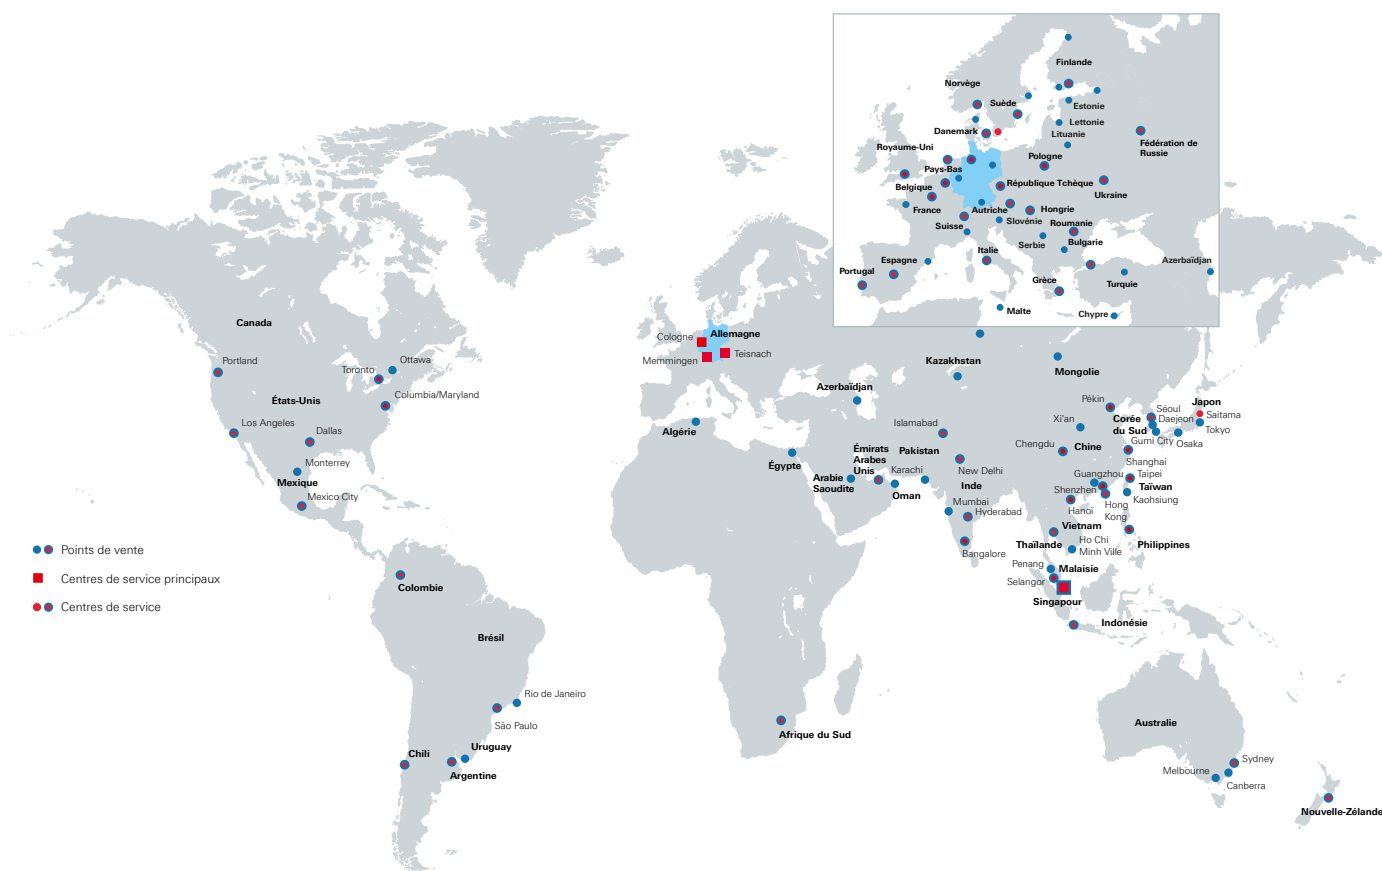 Finlande
Norvège
Suède
Estonie
Lettonie
Danemark
Lituanie
Fédération de
Russie
Royaume-Uni
Pologne
Pays-Bas
République Tchèque
Belgique
Ukraine
France
Autriche
Hongrie
Slovénie
Roumanie
Suisse
Serbie
Bulgarie
Italie
Espagne
Azerbaïdjan
Portugal
Grèce
Turquie
Malte
Chypre
Canada
Portland
Ottawa
Toronto
Columbia/Maryland
États-Unis
Los Angeles
Dallas
Monterrey
Mexique
Mexico City
Cologne
Allemagne
Memmingen
Teisnach
Kazakhstan
Mongolie
Azerbaïdjan
Algérie
Égypte
Arabie
Saoudite
Émirats
Arabes
Unis
Oman
Islamabad
Pakistan
Karachi
New Delhi
Inde
Mumbai
Hyderabad
Bangalore
Pékin
Xi'an
Chengdu
Chine
Corée
du Sud
Séoul
Daejeon
Gumi City
Japon
Saitama
Tokyo
Osaka
Shanghai
Guangzhou
Taipei
Shenzhen
Taïwan
Hong
Kong
Kaohsiung
Hanoï
Vietnam
Thaïlande
Ho Chi
Minh Ville
Philippines
Penang
Malaisie
Selangor
Singapour
Indonésie
Points de vente
Centres de service principaux
Centres de service
Colombie
Brésil
Rio de Janeiro
São Paulo
Uruguay
Chili
Argentine
Afrique du Sud
Australie
Sydney
Melbourne
Canberra
Nouvelle-Zélande